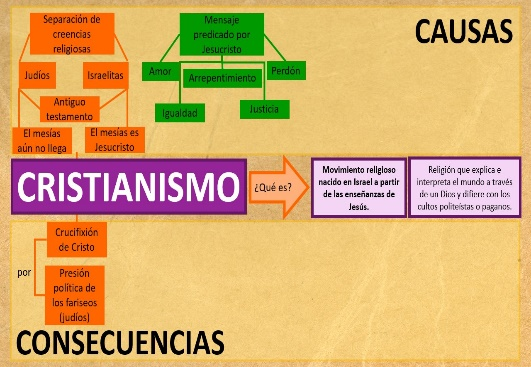 CAUSAS
Separación de
creencias
religiosas
Judíos
Israelitas
Antiguo
testamento
El mesías
aún no llega
El mesías es
Jesucristo
Mensaje
predicado por
Jesucristo
Amor
Arrepentimiento
Perdón
Igualdad
Justicia
CRISTIANISMO
¿Qué es?
Movimiento religioso
nacido en Israel a partir
de las enseñanzas de
Jesús.
Religión que explica e
interpreta el mundo a través
de un Dios y difiere con los
cultos politeístas o paganos.
Crucifixión
de Cristo
por
Presión
política de
los fariseos
(judíos)
CONSECUENCIAS